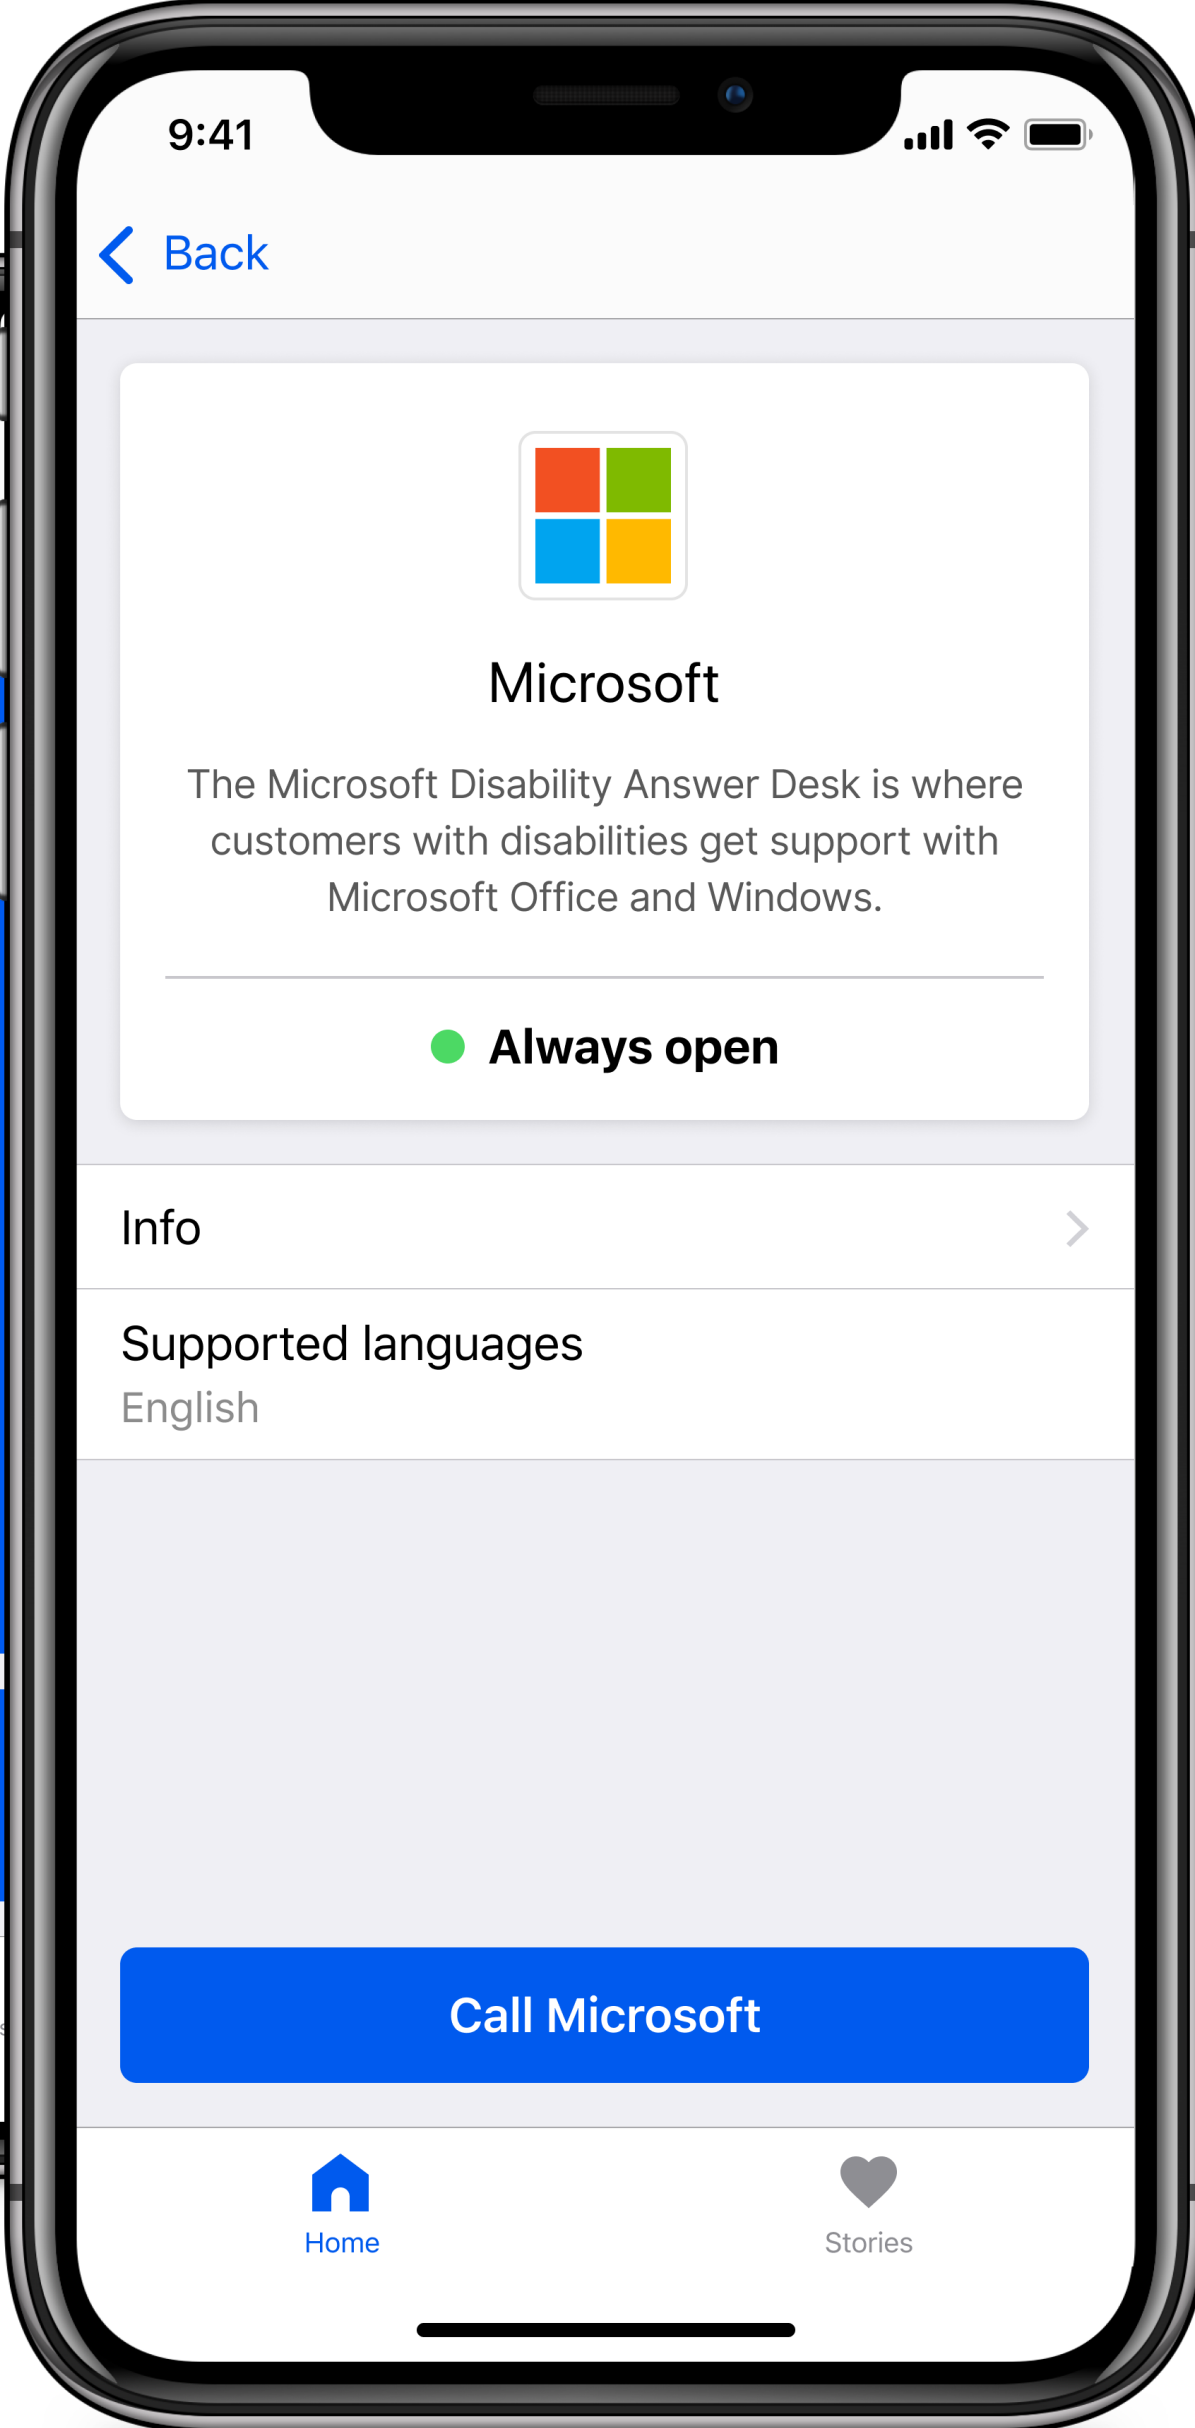 9:41
Back
Microsoft
The Microsoft Disability Answer Desk is where
customers with disabilities get support with
Microsoft Office and Windows.
Always open
Info
Supported languages
English
Call Microsoft
Home
Stories